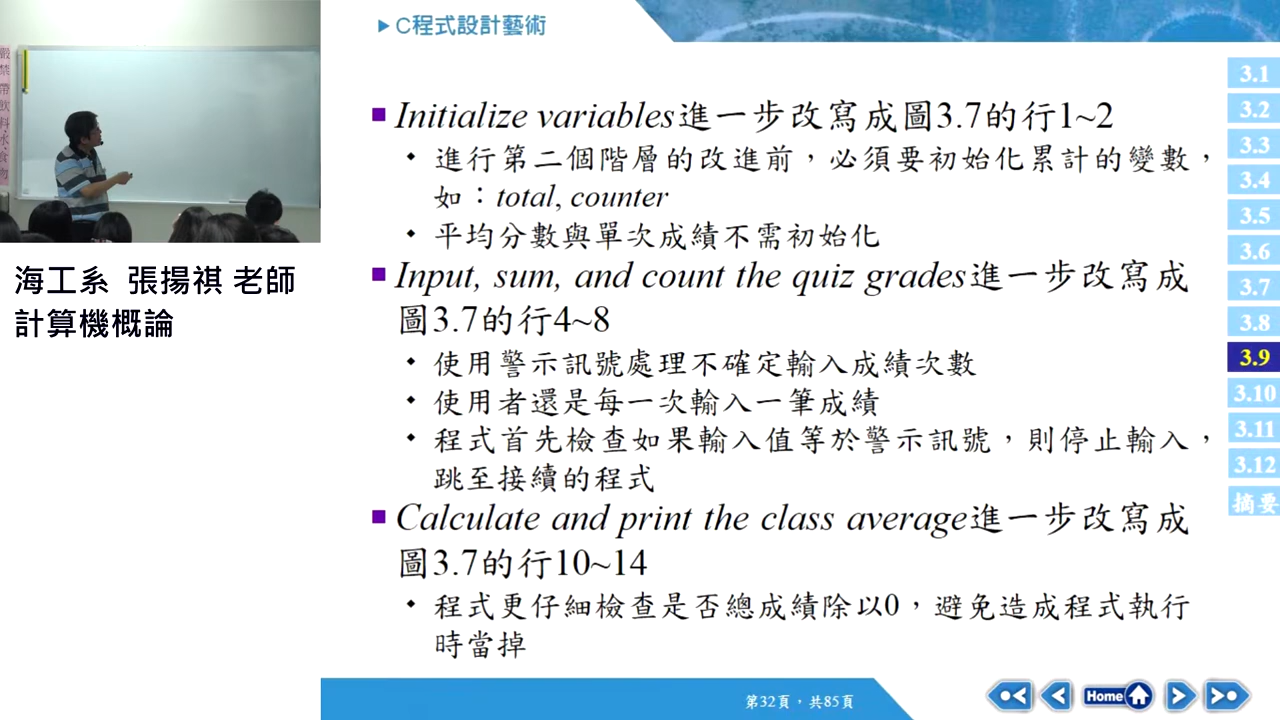 C程式設計藝術
嚴禁帶飲料水.食物
海工系 張揚祺 老師
計算機概論
Initialize variables進一步改寫成圖3.7的行1~2
進行第二個階層的改進前，必須要初始化累計的變數，
如：total, counter
平均分數與單次成績不需初始化
Input, sum, and count the quiz grades進一步改寫成
圖3.7的行4~8
使用警示訊號處理不確定輸入成績次數
使用者還是每一次輸入一筆成績
程式首先檢查如果輸入值等於警示訊號，則停止輸入，
跳至接續的程式
Calculate and print the class average進一步改寫成
圖3.7的行10~14
程式更仔細檢查是否總成績除以0，避免造成程式執行
時當掉
3.1
3.2
3.3
3.4
3.5
3.6
3.7
3.8
3.9
3.10
3.11
3.12
摘要
第32頁，共85頁
Home